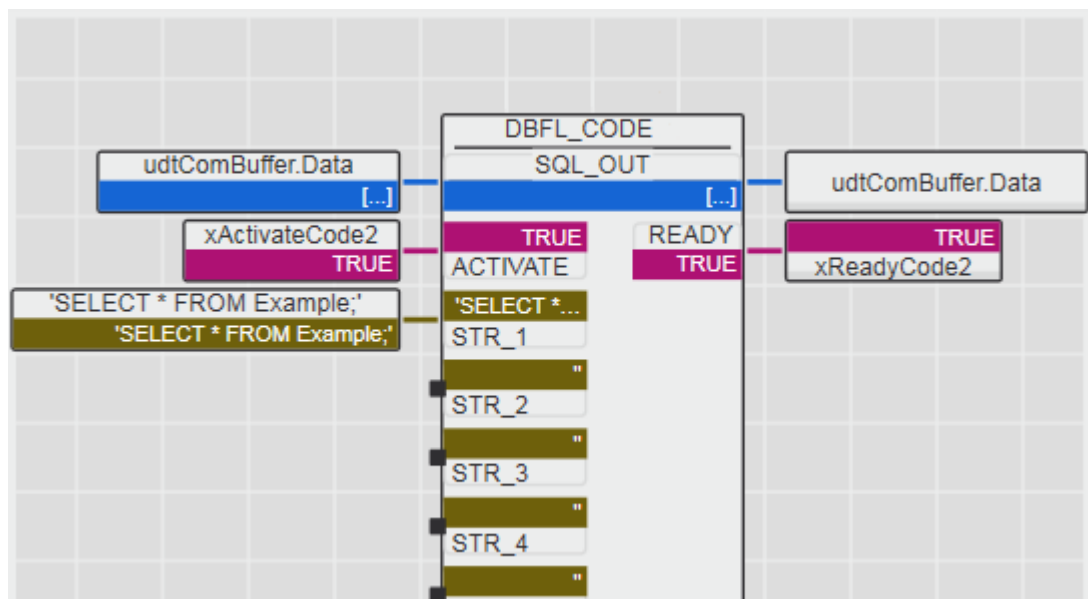 DBFL_CODE
udtComBuffer.Data
[...]
SQL_OUT
[...]
udtComBuffer.Data
xActivateCode2
TRUE
TRUE
ACTIVATE
READY
TRUE
TRUE
xReadyCode2
'SELECT * FROM Example;'
'SELECT * FROM Example;'
'SELECT *...
STR_1
''
STR_2
''
STR_3
''
STR_4
''